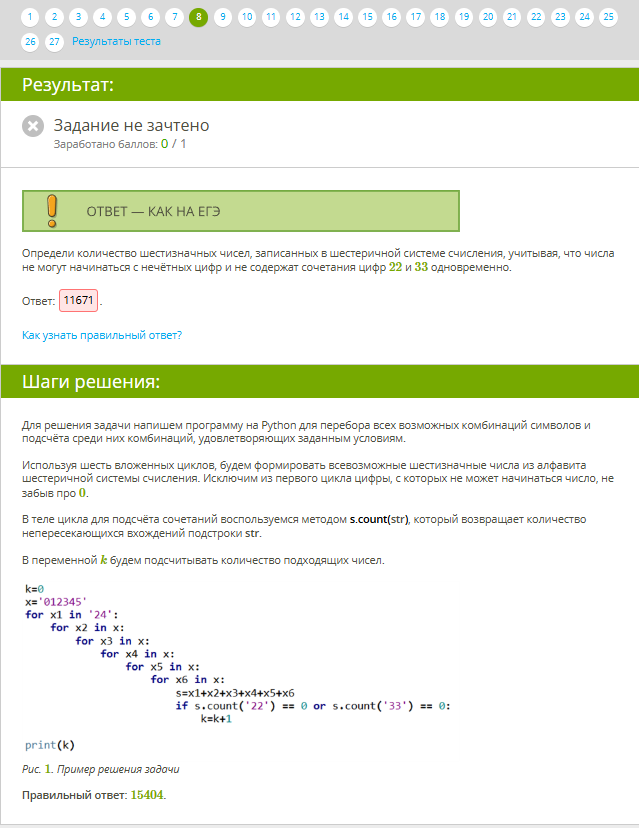 1 2 3 4 5 6 7 8 9 10 11 12 13 14 15 16 17 18 19 20 21 22 23 24 25
26 27 Результаты теста
Результат:
Задание не зачтено
Заработано баллов: 0 / 1
ОТВЕТ — КАК НА ЕГЭ
Определи количество шестизначных чисел, записанных в шестеричной системе счисления, учитывая, что числа
не могут начинаться с нечётных цифр и не содержат сочетания цифр 22 и 33 одновременно.
Ответ: 11671 .
Как узнать правильный ответ?
Шаги решения:
Для решения задачи напишем программу на Python для перебора всех возможных комбинаций символов и
подсчёта среди них комбинаций, удовлетворяющих заданным условиям.
Используя шесть вложенных циклов, будем формировать всевозможные шестизначные числа из алфавита
шестеричной системы счисления. Исключим из первого цикла цифры, с которых не может начинаться число, не
забыв про 0.
В теле цикла для подсчёта сочетаний воспользуемся методом s.count(str), который возвращает количество
непересекающихся вхождений подстроки str.
В переменной k будем подсчитывать количество подходящих чисел.
k=0
x='012345'
for x1 in '24':
for x2 in x:
for x3 in x:
for x4 in x:
for x5 in x:
for x6 in x:
s=x1+x2+x3+x4+x5+x6
if s.count('22') == 0 or s.count('33') == 0:
k=k+1
print(k)
Рис. 1. Пример решения задачи
Правильный ответ: 15404.